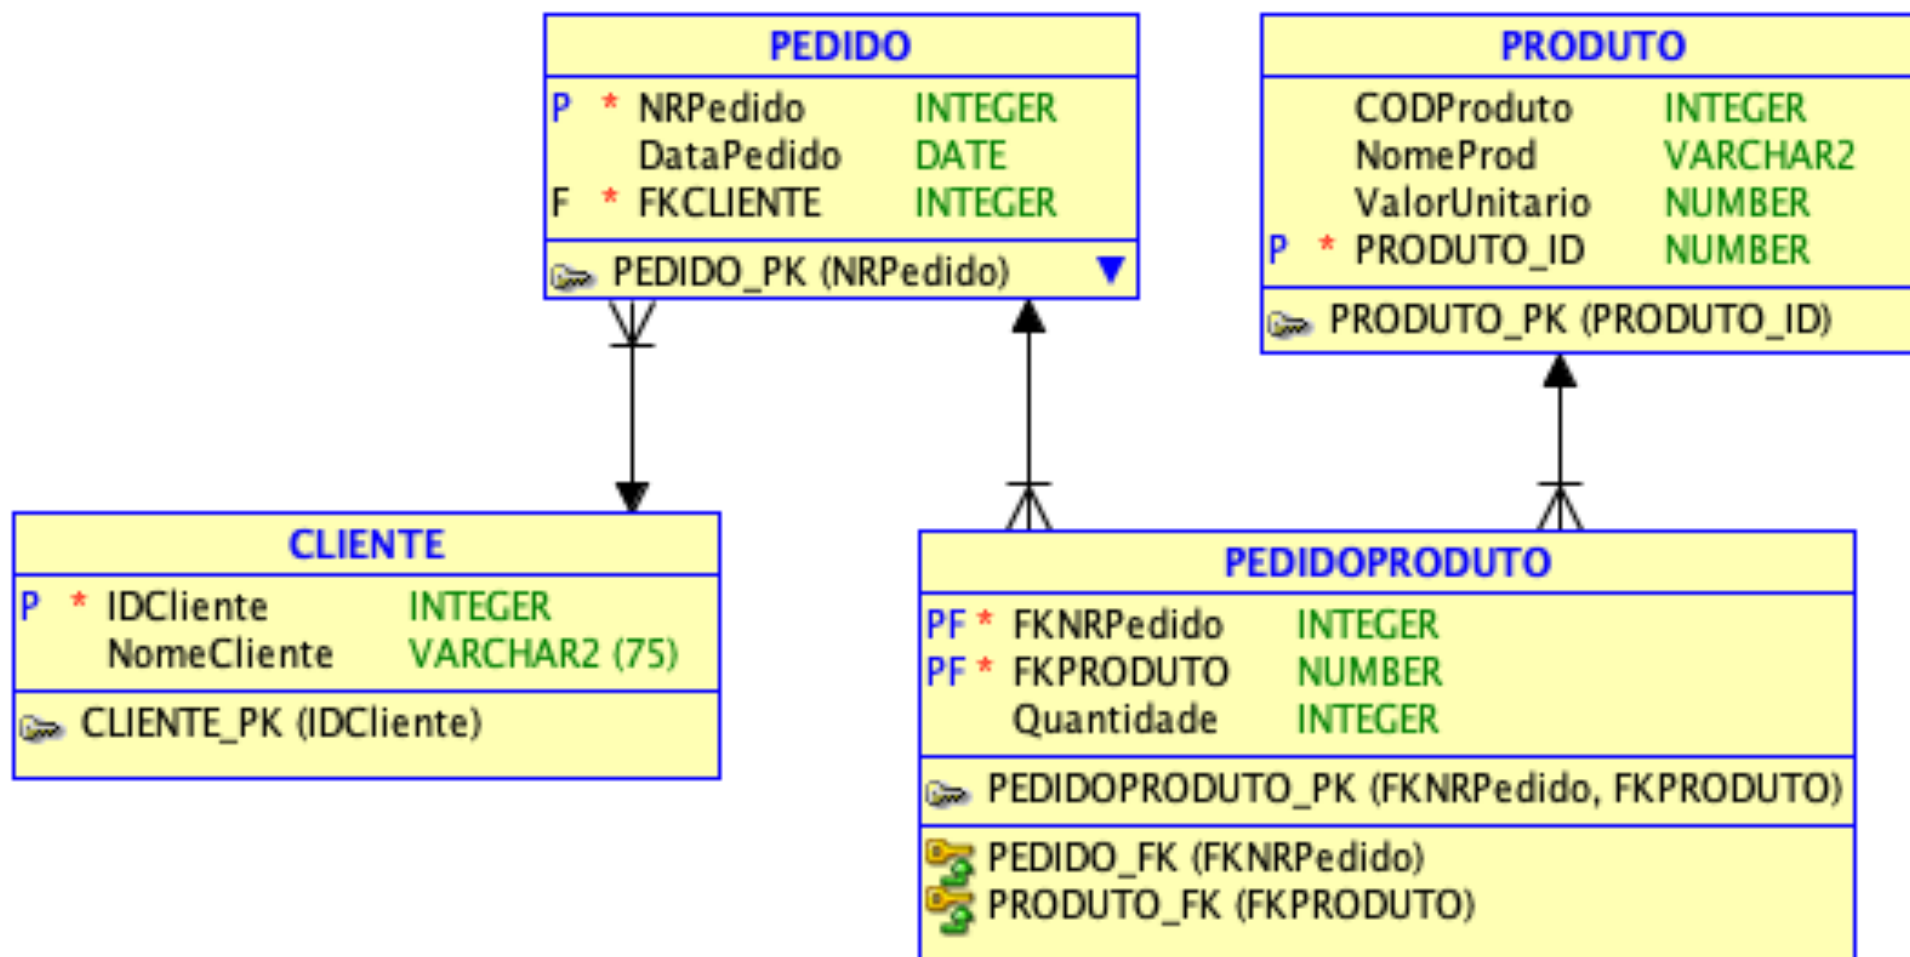 PEDIDO
P * NRPedido INTEGER
DataPedido DATE
F * FKCLIENTE INTEGER
PEDIDO_PK (NRPedido)
PRODUTO
CODProduto INTEGER
NomeProd VARCHAR2
ValorUnitario NUMBER
P * PRODUTO_ID NUMBER
PRODUTO_PK (PRODUTO_ID)
CLIENTE
P * IDCliente INTEGER
NomeCliente VARCHAR2 (75)
CLIENTE_PK (IDCliente)
PEDIDOPRODUTO
PF * FKNRPedido INTEGER
PF * FKPRODUTO NUMBER
Quantidade INTEGER
PEDIDOPRODUTO_PK (FKNRPedido, FKPRODUTO)
PEDIDO_FK (FKNRPedido)
PRODUTO_FK (FKPRODUTO)